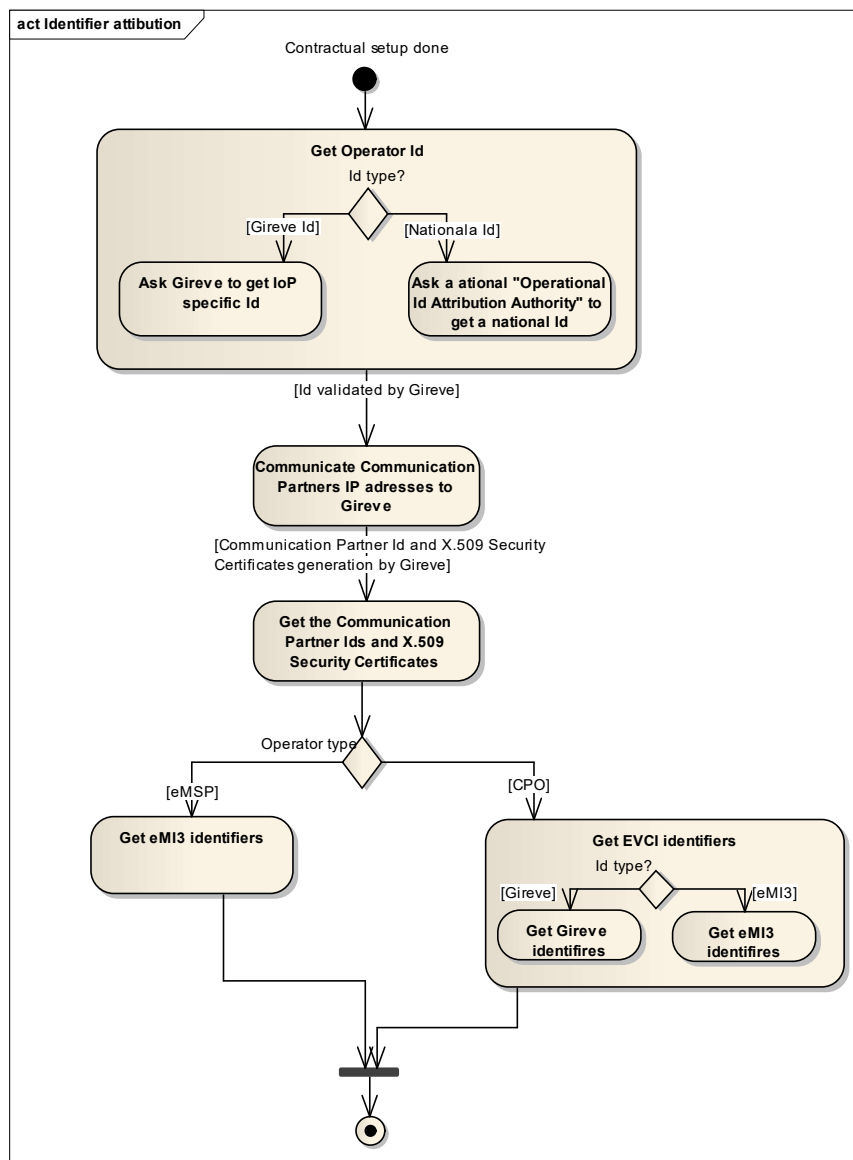 act Identifier attibution
Contractual setup done
Get Operator Id
Id type?
[Gireve Id]
[Nationala Id]
Ask Gireve to get IoP
specific Id
Ask a ational "Operational
Id Attribution Authority" to
get a national Id
[Id validated by Gireve]
Communicate Communication
Partners IP adresses to
Gireve
[Communication Partner Id and X.509 Security
Certificates generation by Gireve]
Get the Communication
Partner Ids and X.509
Security Certificates
Operator type
[eMSP]
[CPO]
Get eMI3 identifiers
Get EVCI identifiers
Id type?
[Gireve]
[eMI3]
Get Gireve
identifires
Get eMI3
identifires